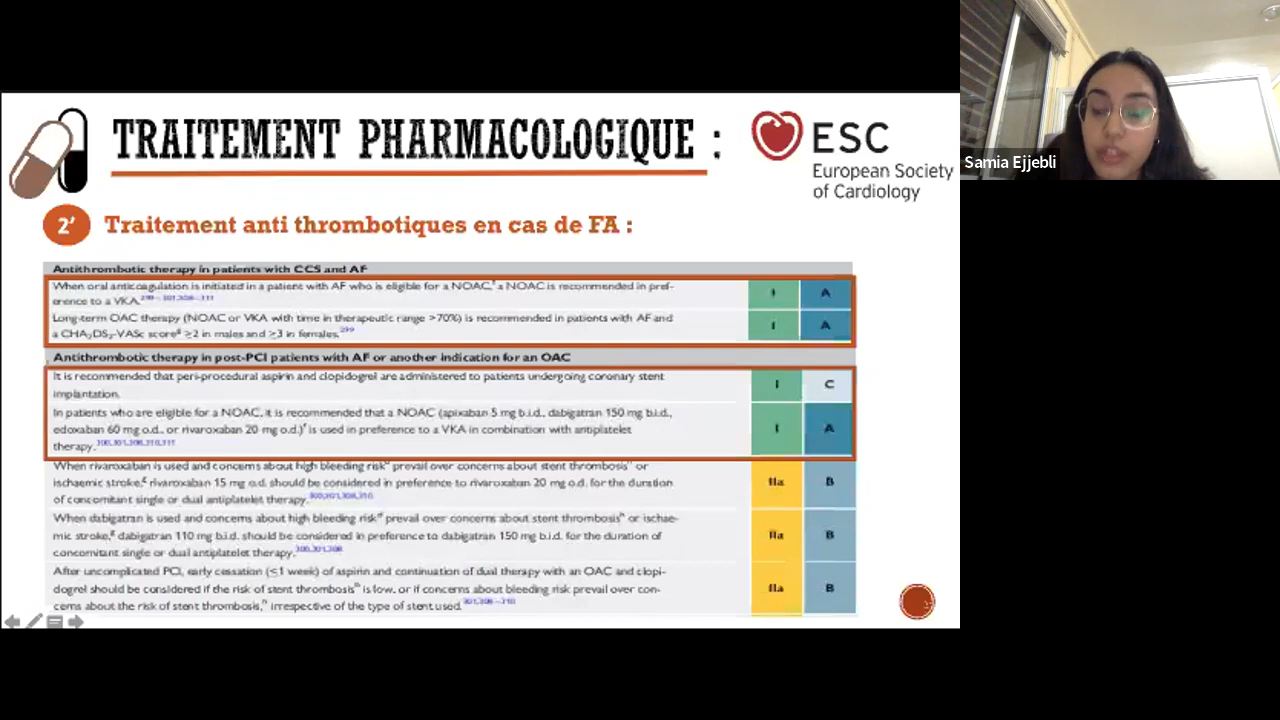 TRAITEMENT PHARMACOLOGIQUE :
ESC
European Society
of Cardiology
Samia Ejjebli
2’ Traitement anti thrombotiques en cas de FA :
Antithrombotic therapy in patients with CCS and AF
When oral anticoagulation is initiated in a patient with AF who is eligible for a NOAC, a NOAC is recommended in pref-
erence to a VKA.
I A
Long-term OAC therapy (NOAC or VKA with time in therapeutic range >70%) is recommended in patients with AF and
a CHA₂DS₂-VASc score ≥2 in males and ≥3 in females.²⁹⁹
I A
Antithrombotic therapy in post-PCI patients with AF or another indication for an OAC
It is recommended that peri-procedural aspirin and clopidogrel are administered to patients undergoing coronary stent
implantation.
I C
In patients who are eligible for a NOAC, it is recommended that a NOAC (apixaban 5 mg b.i.d., dabigatran 150 mg b.i.d.,
edoxaban 60 mg o.d., or rivaroxaban 20 mg o.d.) is used in preference to a VKA in combination with antiplatelet
therapy.
I A
When rivaroxaban is used and concerns about high bleeding risk prevail over concerns about stent thrombosis or
ischaemic stroke, rivaroxaban 15 mg o.d. should be considered in preference to rivaroxaban 20 mg o.d. for the duration
of concomitant single or dual antiplatelet therapy.
IIa B
When dabigatran is used and concerns about high bleeding risk prevail over concerns about stent thrombosis or ischae-
mic stroke, dabigatran 110 mg b.i.d. should be considered in preference to dabigatran 150 mg b.i.d. for the duration of
concomitant single or dual antiplatelet therapy.
IIa B
After uncomplicated PCI, early cessation (≤1 week) of aspirin and continuation of dual therapy with an OAC and clopi-
dogrel should be considered if the risk of stent thrombosis is low, or if concerns about bleeding risk prevail over con-
cerns about the risk of stent thrombosis, irrespective of the type of stent used.
IIa B